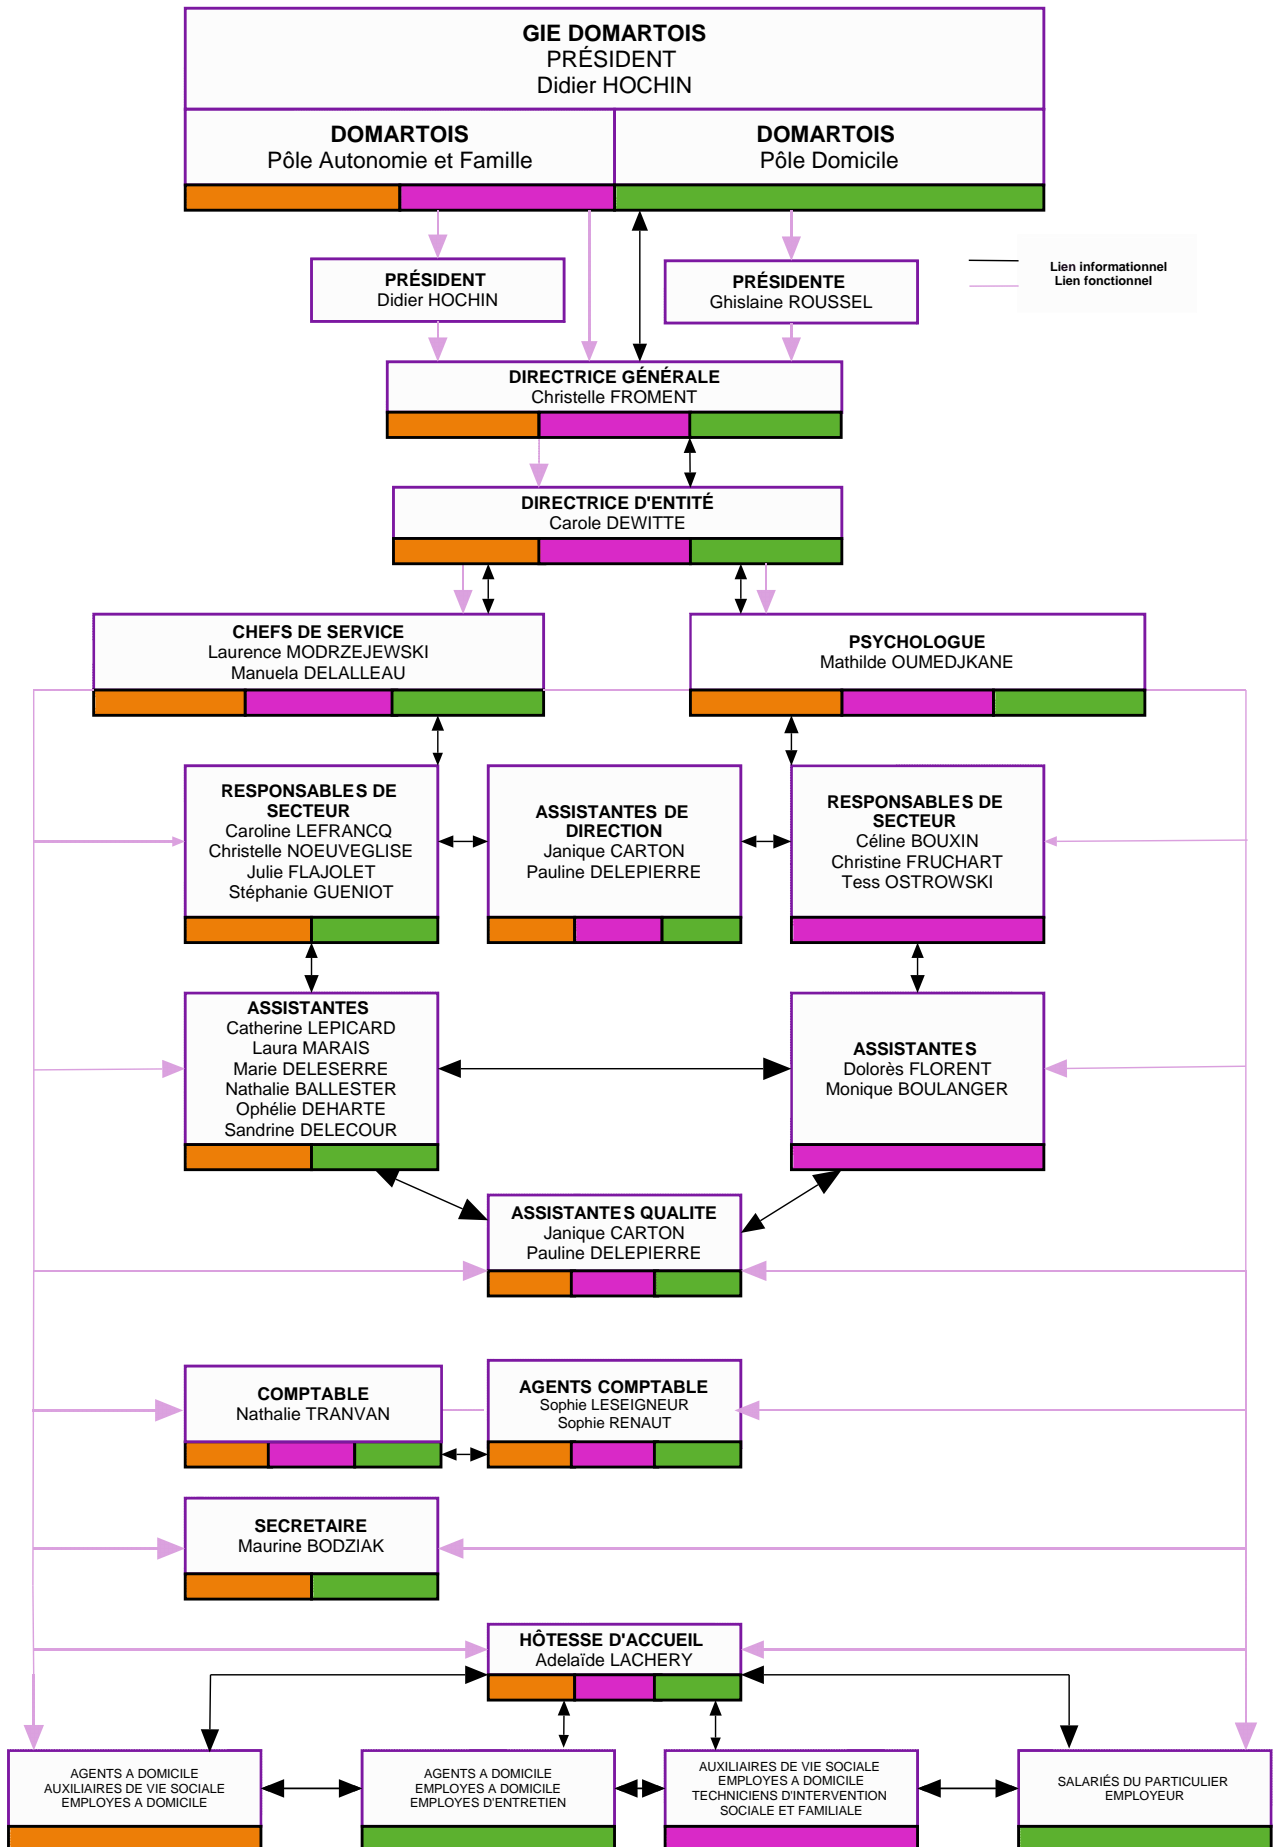 GIE DOMARTOIS
PRÉSIDENT
Didier HOCHIN
DOMARTOIS
Pôle Autonomie et Famille
DOMARTOIS
Pôle Domicile
PRÉSIDENT
Didier HOCHIN
PRÉSIDENTE
Ghislaine ROUSSEL
Lien informationnel
Lien fonctionnel
DIRECTRICE GÉNÉRALE
Christelle FROMENT
DIRECTRICE D'ENTITÉ
Carole DEWITTE
CHEFS DE SERVICE
Laurence MODRZEJEWSKI
Manuela DELALLEAU
PSYCHOLOGUE
Mathilde OUMEDJKANE
RESPONSABLES DE
SECTEUR
Caroline LEFRANCQ
Christelle NOEUVEGLISE
Julie FLAJOLET
Stéphanie GUENIOT
ASSISTANTES DE
DIRECTION
Janique CARTON
Pauline DELEPIERRE
RESPONSABLES DE
SECTEUR
Céline BOUXIN
Christine FRUCHART
Tess OSTROWSKI
ASSISTANTES
Catherine LEPICARD
Laura MARAIS
Marie DELESERRE
Nathalie BALLESTER
Ophélie DEHARTE
Sandrine DELECOUR
ASSISTANTES
Dolorès FLORENT
Monique BOULANGER
ASSISTANTES QUALITE
Janique CARTON
Pauline DELEPIERRE
COMPTABLE
Nathalie TRANVAN
AGENTS COMPTABLE
Sophie LESEIGNEUR
Sophie RENAUT
SECRETAIRE
Maurine BODZIAK
HÔTESSE D'ACCUEIL
Adelaïde LACHERY
AGENTS A DOMICILE
AUXILIAIRES DE VIE SOCIALE
EMPLOYES A DOMICILE
AGENTS A DOMICILE
EMPLOYES A DOMICILE
EMPLOYES D'ENTRETIEN
AUXILIAIRES DE VIE SOCIALE
EMPLOYES A DOMICILE
TECHNICIENS D'INTERVENTION
SOCIALE ET FAMILIALE
SALARIÉS DU PARTICULIER
EMPLOYEUR